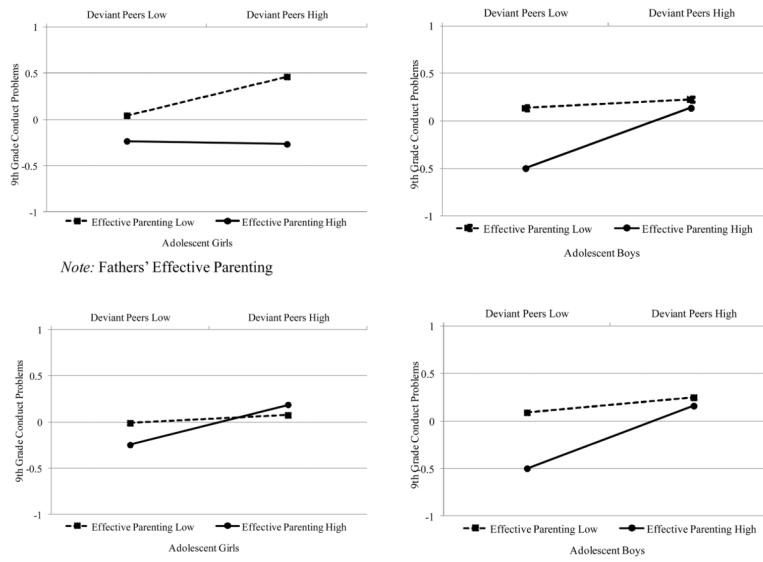 Deviant Peers Low Deviant Peers High
1
0.5
0
-0.5
-1
9th Grade Conduct Problems
Effective Parenting Low Effective Parenting High
Adolescent Girls
Note: Fathers' Effective Parenting
Deviant Peers Low Deviant Peers High
1
0.5
0
-0.5
-1
9th Grade Conduct Problems
Effective Parenting Low Effective Parenting High
Adolescent Boys
Deviant Peers Low Deviant Peers High
1
0.5
0
-0.5
-1
9th Grade Conduct Problems
Effective Parenting Low Effective Parenting High
Adolescent Girls
Deviant Peers Low Deviant Peers High
1
0.5
0
-0.5
-1
9th Grade Conduct Problems
Effective Parenting Low Effective Parenting High
Adolescent Boys